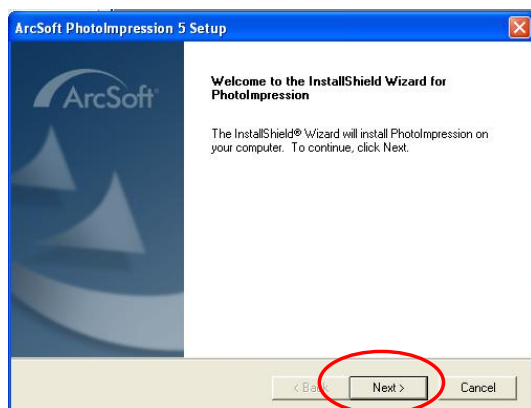 ArcSoft PhotoImpression 5 Setup
ArcSoft®
Welcome to the InstallShield Wizard for
PhotoImpression
The InstallShield® Wizard will install PhotoImpression on
your computer. To continue, click Next.
< Back Next > Cancel